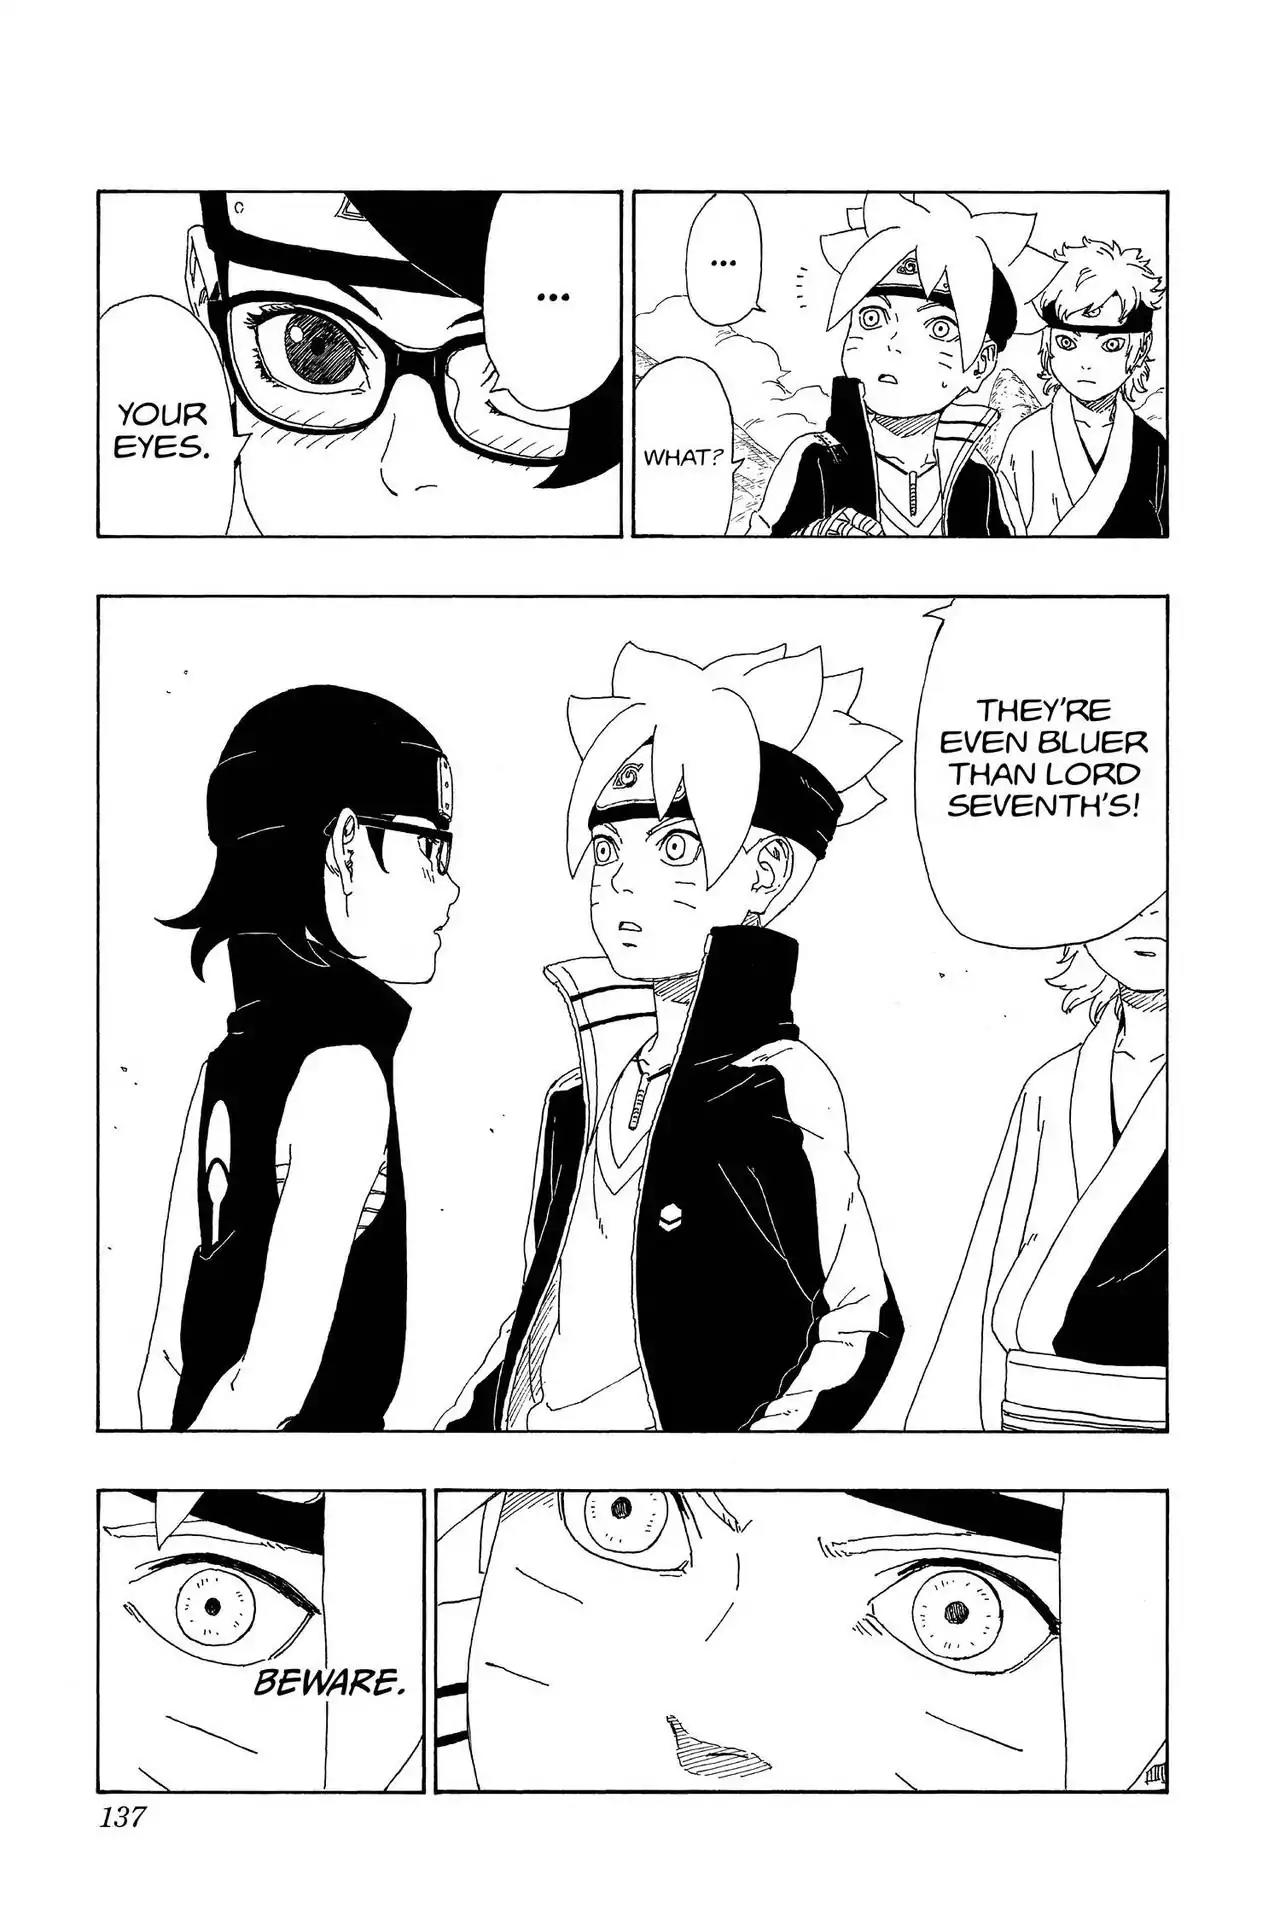 ...
WHAT?
...
YOUR
EYES.
THEY'RE
EVEN BLUER
THAN LORD
SEVENTH'S!
BEWARE.
137